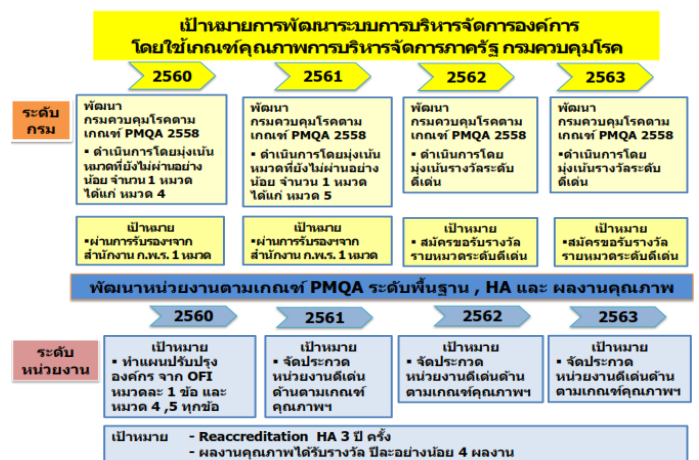 เป้าหมายการพัฒนาระบบการบริหารจัดการองค์การ
โดยใช้เกณฑ์คุณภาพการบริหารจัดการภาครัฐ กรมควบคุมโรค
2560
2561
2562
2563
ระดับ
กรม
พัฒนา
กรมควบคุมโรคตาม
เกณฑ์ PMQA 2558
▪ ดำเนินการโดยมุ่งเน้น
หมวดที่ยังไม่ผ่านอย่าง
น้อย จำนวน 1 หมวด
ได้แก่ หมวด 4
พัฒนา
กรมควบคุมโรคตาม
เกณฑ์ PMQA 2558
▪ ดำเนินการโดยมุ่งเน้น
หมวดที่ยังไม่ผ่านอย่าง
น้อย จำนวน 1 หมวด
ได้แก่ หมวด 5
พัฒนา
กรมควบคุมโรคตาม
เกณฑ์ PMQA 2558
▪ ดำเนินการโดย
มุ่งเน้นรางวัลระดับ
ดีเด่น
พัฒนา
กรมควบคุมโรคตาม
เกณฑ์ PMQA 2558
▪ ดำเนินการโดย
มุ่งเน้นรางวัลระดับ
ดีเด่น
เป้าหมาย
▪ผ่านการรับรองฯจาก
สำนักงาน ก.พ.ร. 1 หมวด
เป้าหมาย
▪ผ่านการรับรองฯจาก
สำนักงาน ก.พ.ร. 1 หมวด
เป้าหมาย
▪ สมัครขอรับรางวัล
รายหมวดระดับดีเด่น
เป้าหมาย
▪สมัครขอรับรางวัล
รายหมวดระดับดีเด่น
พัฒนาหน่วยงานตามเกณฑ์ PMQA ระดับพื้นฐาน , HA และ ผลงานคุณภาพ
2560
2561
2562
2563
ระดับ
หน่วยงาน
เป้าหมาย
▪ ทำแผนปรับปรุง
องค์กร จาก OFI
หมวดละ 1 ข้อ และ
หมวด 4 ,5 ทุกข้อ
เป้าหมาย
▪ จัดประกวด
หน่วยงานดีเด่น
ด้านตามเกณฑ์
คุณภาพฯ
เป้าหมาย
▪ จัดประกวด
หน่วยงานดีเด่นด้าน
ตามเกณฑ์คุณภาพฯ
เป้าหมาย
▪ จัดประกวด
หน่วยงานดีเด่นด้าน
ตามเกณฑ์คุณภาพฯ
เป้าหมาย - Reaccreditation HA 3 ปี ครั้ง
- ผลงานคุณภาพได้รับรางวัล ปีละอย่างน้อย 4 ผลงาน